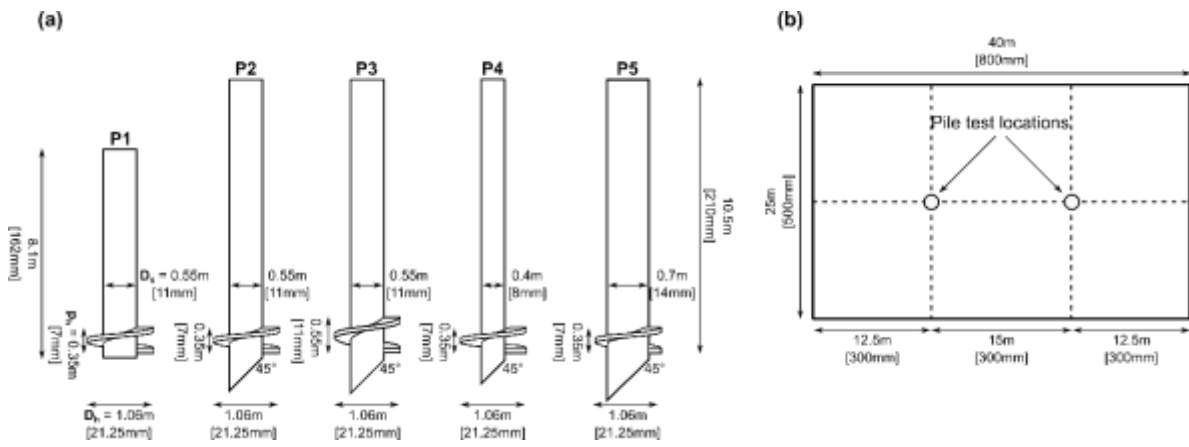 (a)
P1
P2
P3
P4
P5
8.1m
[162mm]
Ds = 0.55m
[11mm]
Ph = 0.35m
[7mm]
Dh = 1.06m
[21.25mm]
0.55m
[11mm]
0.35m
[7mm]
45°
1.06m
[21.25mm]
0.55m
[11mm]
0.55m
[11mm]
45°
1.06m
[21.25mm]
0.4m
[8mm]
0.35m
[7mm]
45°
1.06m
[21.25mm]
0.7m
[14mm]
0.35m
[7mm]
45°
1.06m
[21.25mm]
10.5m
[210mm]
(b)
40m
[800mm]
Pile test locations
25m
[500mm]
12.5m
[300mm]
15m
[300mm]
12.5m
[300mm]